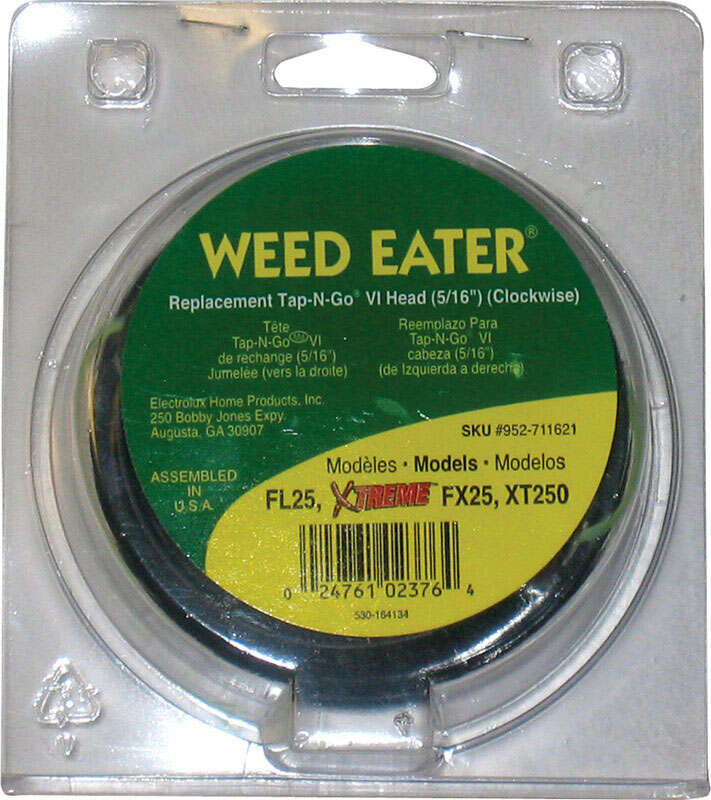 WEED EATER®
Replacement Tap-N-Go® VI Head (5/16") (Clockwise)
Tête
Tap-N-Go VI
de rechange (5/16")
Jumelée (vers la droite)
Reemplazo Para
Tap-N-Go VI
cabeza (5/16")
(de Izquierda a derecha)
Electrolux Home Products, Inc.
250 Bobby Jones Expy.
Augusta, GA 30907
SKU #952-711621
ASSEMBLED
IN
U.S.A.
Modèles • Models • Modelos
FL25, XTREME FX25, XT250
0 24761 02376 4
530-164134